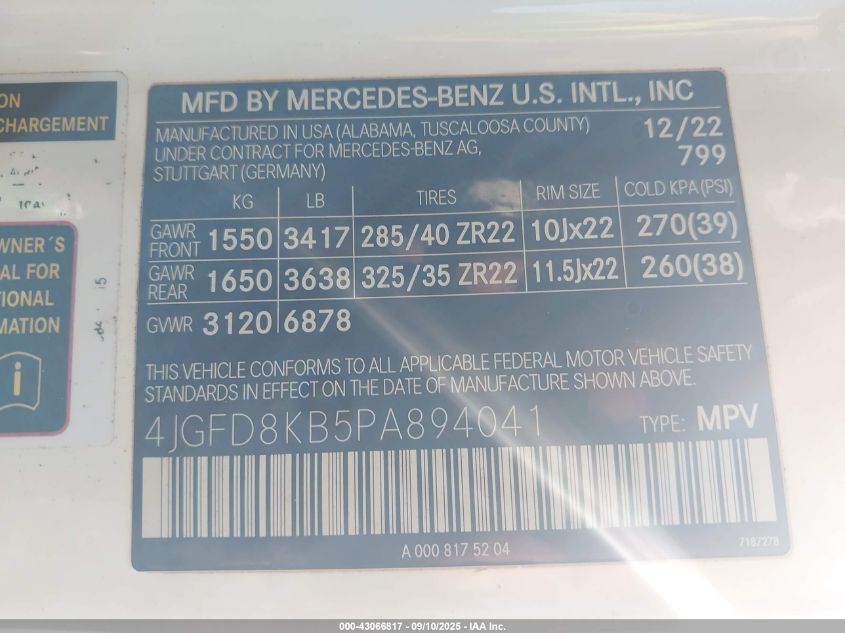 ON
CHARGEMENT
WNER´S
AL FOR
TIONAL
MATION
i
15
MFD BY MERCEDES-BENZ U.S. INTL., INC
MANUFACTURED IN USA (ALABAMA, TUSCALOOSA COUNTY) 12/22
UNDER CONTRACT FOR MERCEDES-BENZ AG, 799
STUTTGART (GERMANY)
KG LB TIRES RIM SIZE COLD KPA(PSI)
GAWR FRONT 1550 3417 285/40 ZR22 10Jx22 270(39)
GAWR REAR 1650 3638 325/35 ZR22 11.5Jx22 260(38)
GVWR 3120 6878
THIS VEHICLE CONFORMS TO ALL APPLICABLE FEDERAL MOTOR VEHICLE SAFETY
STANDARDS IN EFFECT ON THE DATE OF MANUFACTURE SHOWN ABOVE.
4JGFD8KB5PA894041 TYPE: MPV
A 000 817 52 04 7187278
000-43066817 - 09/10/2025 - IAA Inc.